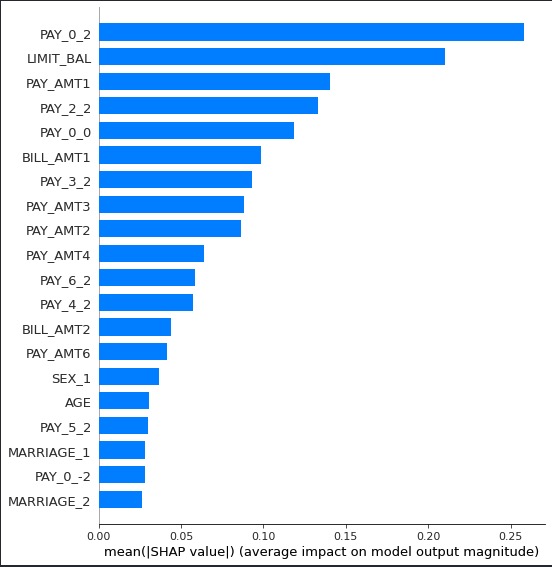 PAY_0_2
LIMIT_BAL
PAY_AMT1
PAY_2_2
PAY_0_0
BILL_AMT1
PAY_3_2
PAY_AMT3
PAY_AMT2
PAY_AMT4
PAY_6_2
PAY_4_2
BILL_AMT2
PAY_AMT6
SEX_1
AGE
PAY_5_2
MARRIAGE_1
PAY_0_-2
MARRIAGE_2
0.00 0.05 0.10 0.15 0.20 0.25
mean(|SHAP value|) (average impact on model output magnitude)